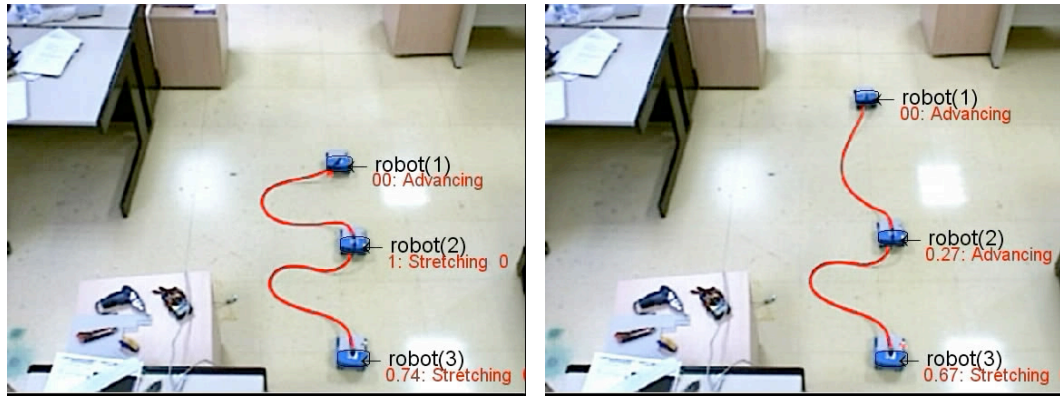 robot(1)
00: Advancing
robot(2)
1: Stretching 0
robot(3)
0.74: Stretching
robot(1)
00: Advancing
robot(2)
0.27: Advancing
robot(3)
0.67: Stretching